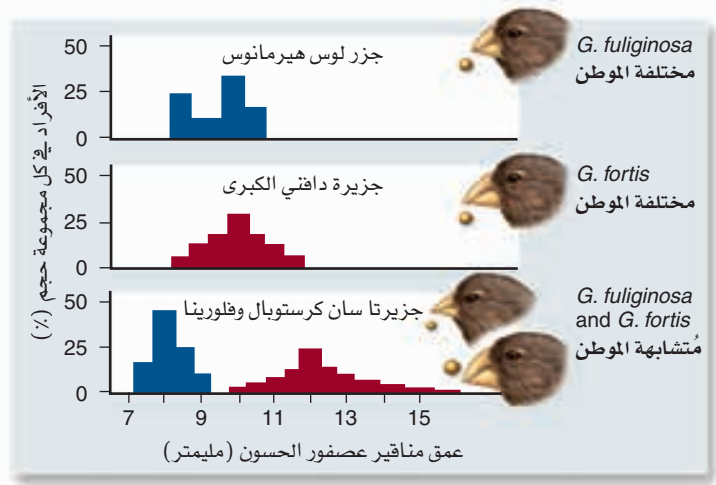 الأفراد في كل مجموعة حجم (٪)
50
25
0
جزر لوس هيرمانوس
G. fuliginosa
مختلفة الموطن
50
25
0
جزيرة دافني الكبرى
G. fortis
مختلفة الموطن
50
25
0
جزيرتا سان كرستوبال وفلورينا
G. fuliginosa
and G. fortis
مُتشابهة الموطن
7 9 11 13 15
عمق مناقير عصفور الحسون (مليمتر)